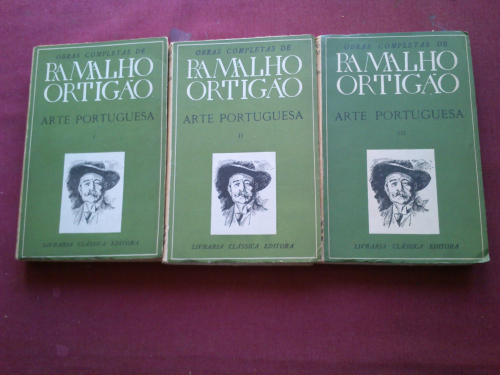 OBRAS COMPLETAS DE
RAMALHO
ORTIGÃO
ARTE PORTUGUESA
I
LIVRARIA CLÁSSICA EDITORA
OBRAS COMPLETAS DE
RAMALHO
ORTIGÃO
ARTE PORTUGUESA
II
LIVRARIA CLÁSSICA EDITORA
OBRAS COMPLETAS DE
RAMALHO
ORTIGÃO
ARTE PORTUGUESA
III
LIVRARIA CLÁSSICA EDITORA